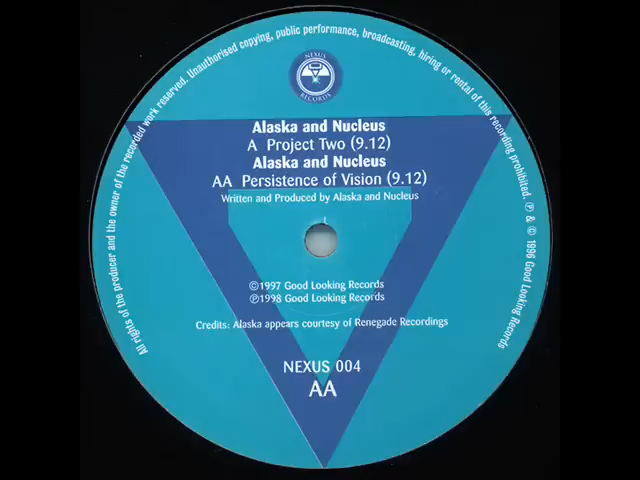 All rights of the producer and the owner of the recorded work reserved. Unauthorised copying, public performance, broadcasting, hiring or rental of this recording prohibited. ℗ & © 1996 Good Looking Records
NEXUS
RECORDS
Alaska and Nucleus
A Project Two (9.12)
Alaska and Nucleus
AA Persistence of Vision (9.12)
Written and Produced by Alaska and Nucleus
©1997 Good Looking Records
℗1998 Good Looking Records
Credits: Alaska appears courtesy of Renegade Recordings
NEXUS 004
AA